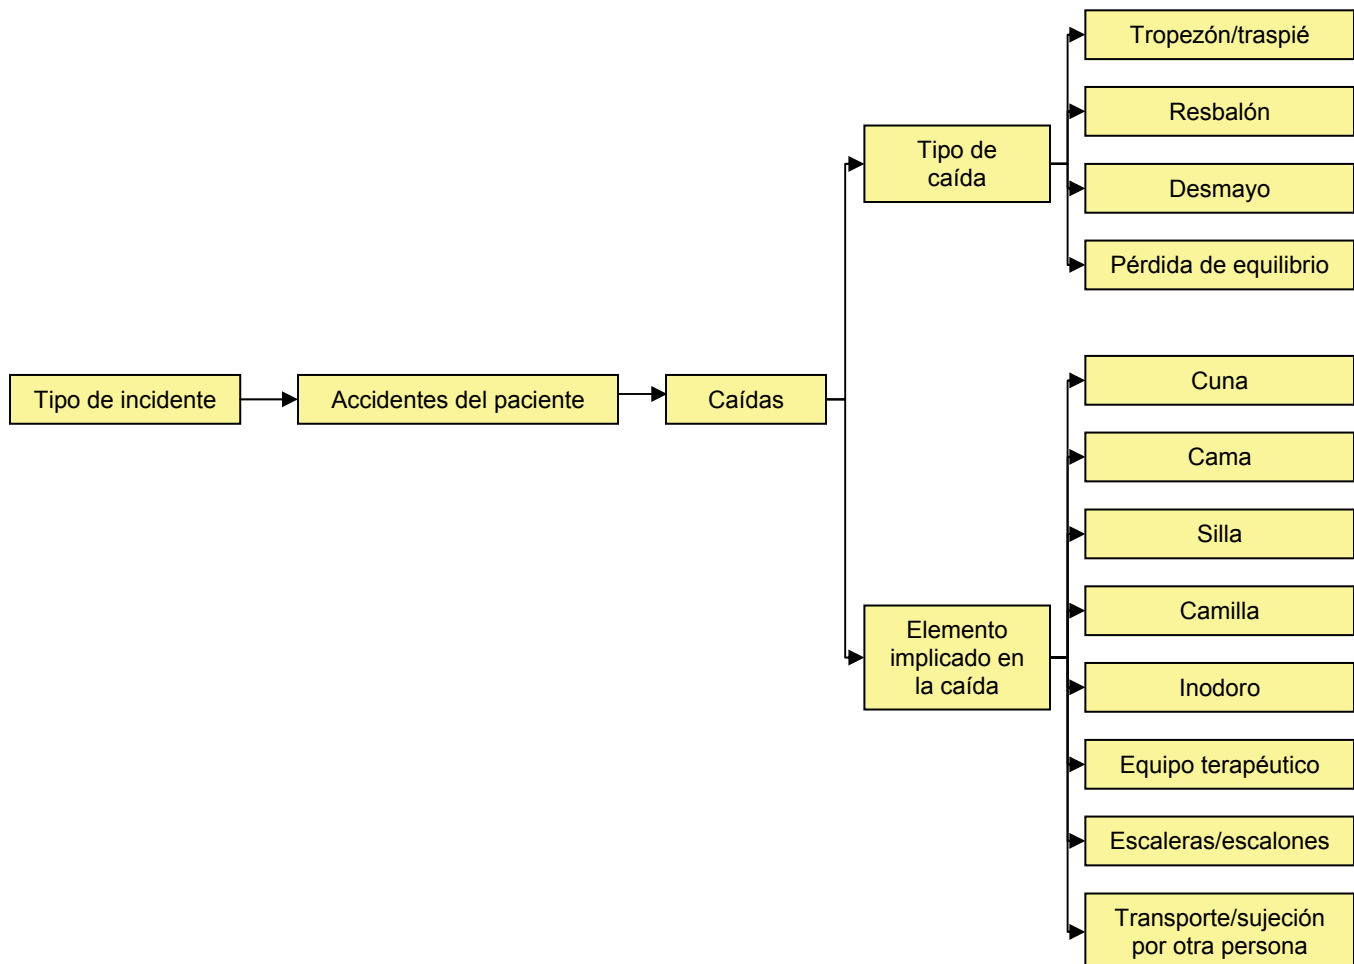 Tipo de incidente
Accidentes del paciente
Caídas
Tipo de
caída
Tropezón/traspié
Resbalón
Desmayo
Pérdida de equilibrio
Elemento
implicado en
la caída
Cuna
Cama
Silla
Camilla
Inodoro
Equipo terapéutico
Escaleras/escalones
Transporte/sujeción
por otra persona